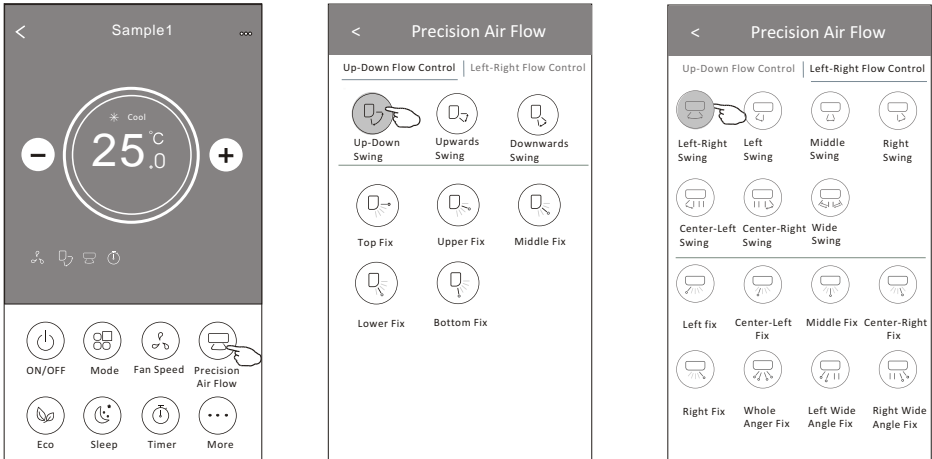 < Sample1 ...
Cool
25.0 °C
− +
ON/OFF Mode Fan Speed Precision
Air Flow
Eco Sleep Timer More
< Precision Air Flow
Up-Down Flow Control | Left-Right Flow Control
Up-Down Upwards Downwards
Swing Swing Swing
Top Fix Upper Fix Middle Fix
Lower Fix Bottom Fix
< Precision Air Flow
Up-Down Flow Control | Left-Right Flow Control
Left-Right Left Middle Right
Swing Swing Swing Swing
Center-Left Center-Right Wide
Swing Swing Swing
Left fix Center-Left Middle Fix Center-Right
Fix Fix
Right Fix Whole Left Wide Right Wide
Anger Fix Angle Fix Angle Fix